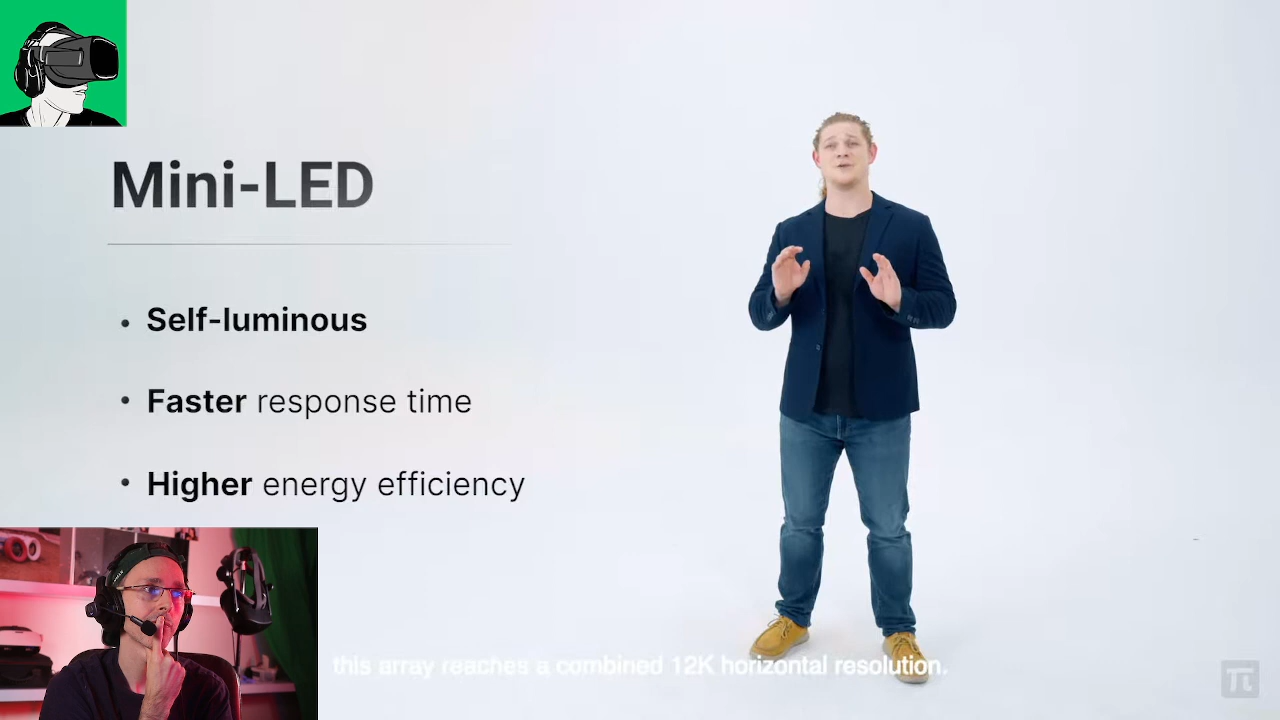 Mini-LED
• Self-luminous
• Faster response time
• Higher energy efficiency
this array reaches a combined 12K horizontal resolution.